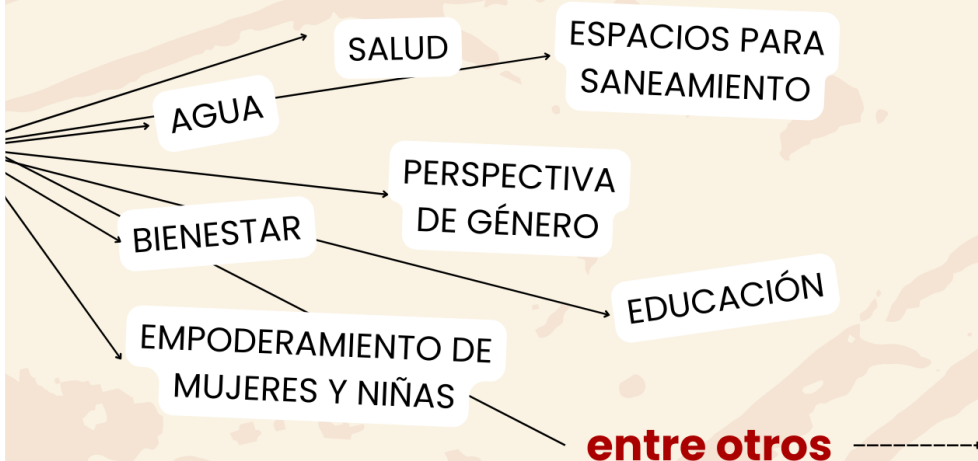 SALUD
ESPACIOS PARA
SANEAMIENTO
AGUA
PERSPECTIVA
DE GÉNERO
BIENESTAR
EDUCACIÓN
EMPODERAMIENTO DE
MUJERES Y NIÑAS
entre otros